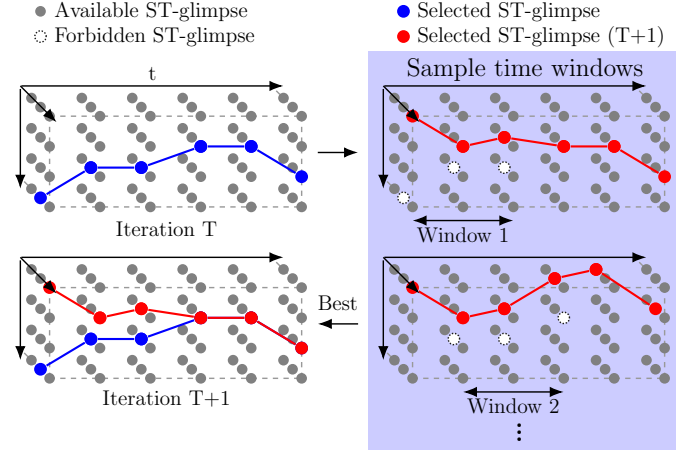 Available ST-glimpse
Forbidden ST-glimpse
Selected ST-glimpse
Selected ST-glimpse (T+1)
t
Iteration T
Sample time windows
Window 1
Best
Iteration T+1
Window 2